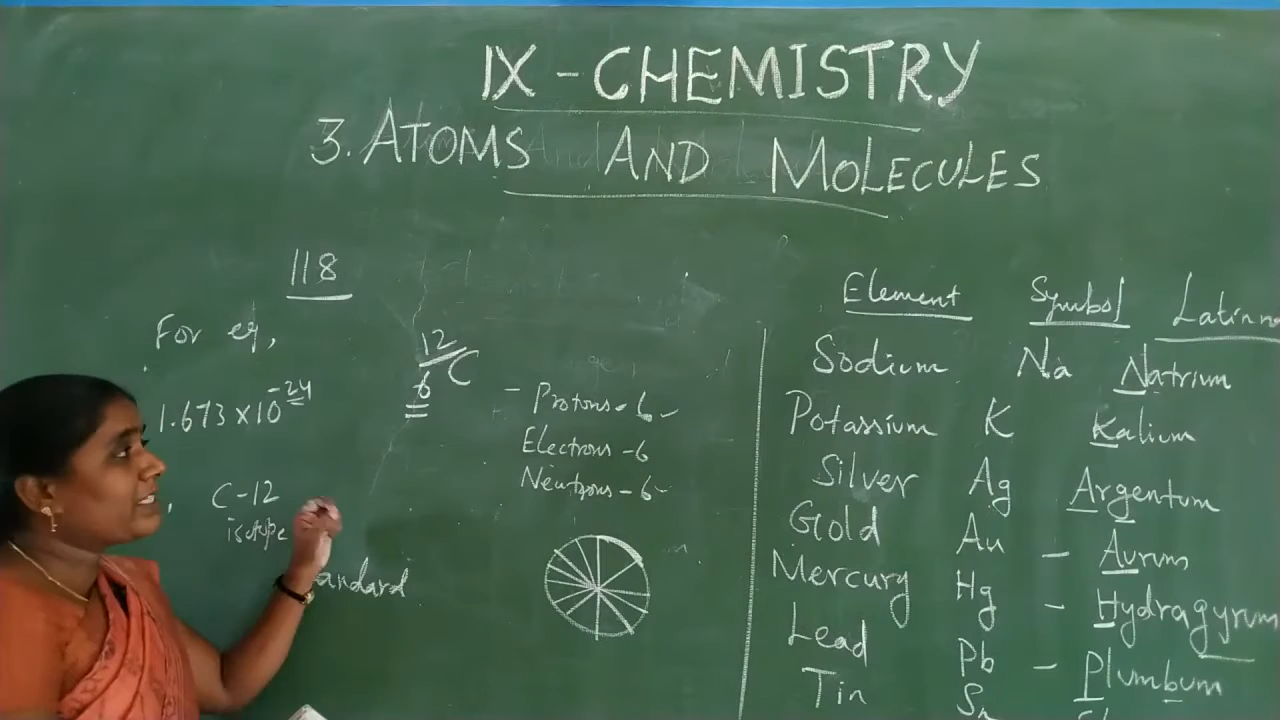 IX - CHEMISTRY
3. ATOMS AND MOLECULES
118
For eg,
1.673 x 10^-24
C-12
isotope
andard
12
6 C
- Protons - 6
Electrons - 6
Neutrons - 6
Element Symbol Latin
Sodium Na Natrium
Potassium K Kalium
Silver Ag Argentum
Gold Au - Aurum
Mercury Hg - Hydragyrum
Lead Pb - Plumbum
Tin Sn